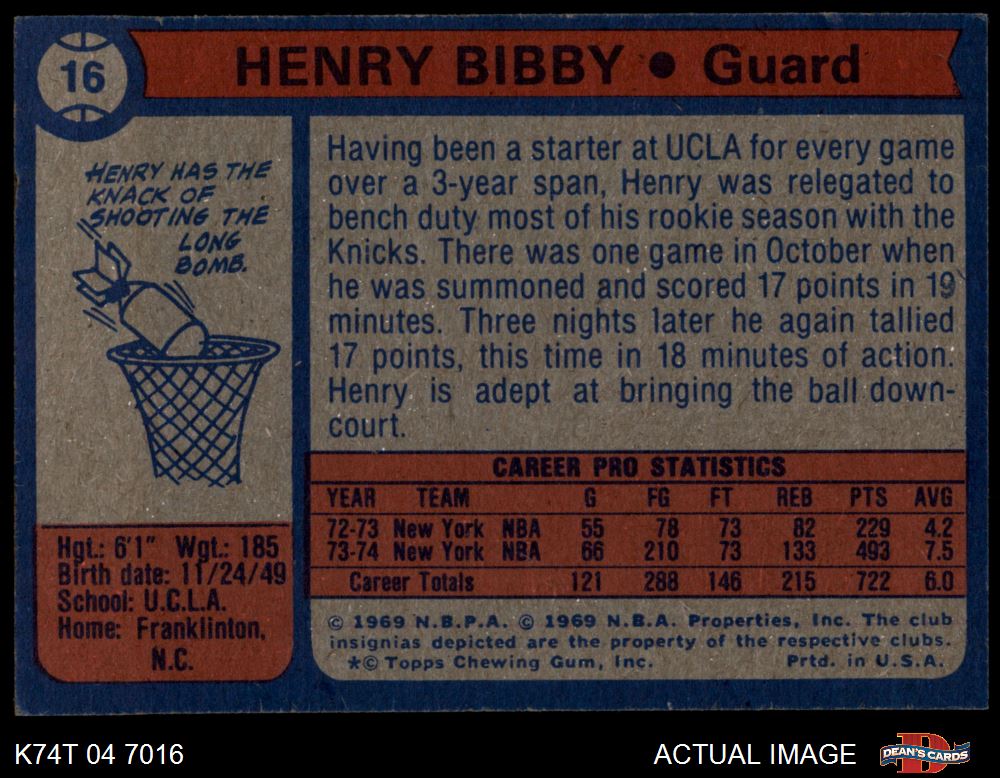 16
HENRY BIBBY • Guard
HENRY HAS THE
KNACK OF
SHOOTING THE
LONG
BOMB.
Having been a starter at UCLA for every game
over a 3-year span, Henry was relegated to
bench duty most of his rookie season with the
Knicks. There was one game in October when
he was summoned and scored 17 points in 19
minutes. Three nights later he again tallied
17 points, this time in 18 minutes of action.
Henry is adept at bringing the ball down-
court.
Hgt.: 6'1" Wgt.: 185
Birth date: 11/24/49
School: U.C.L.A.
Home: Franklinton,
N.C.
CAREER PRO STATISTICS
YEAR TEAM G FG FT REB PTS AVG
72-73 New York NBA 55 78 73 82 229 4.2
73-74 New York NBA 66 210 73 133 493 7.5
Career Totals 121 288 146 215 722 6.0
© 1969 N.B.P.A. © 1969 N.B.A. Properties, Inc. The club
insignias depicted are the property of the respective clubs.
*© Topps Chewing Gum, Inc. Prtd. in U.S.A.
K74T 04 7016
ACTUAL IMAGE
D
DEAN'S CARDS